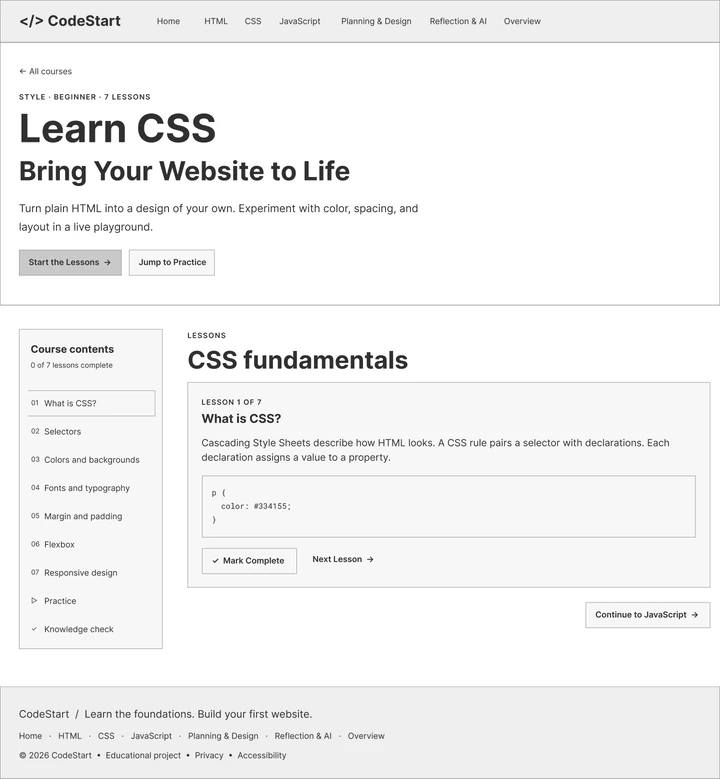 </> CodeStart Home HTML CSS JavaScript Planning & Design Reflection & AI Overview
← All courses
STYLE · BEGINNER · 7 LESSONS
Learn CSS
Bring Your Website to Life
Turn plain HTML into a design of your own. Experiment with color, spacing, and
layout in a live playground.
Start the Lessons → Jump to Practice
Course contents
0 of 7 lessons complete
01 What is CSS?
02 Selectors
03 Colors and backgrounds
04 Fonts and typography
05 Margin and padding
06 Flexbox
07 Responsive design
▷ Practice
✓ Knowledge check
LESSONS
CSS fundamentals
LESSON 1 OF 7
What is CSS?
Cascading Style Sheets describe how HTML looks. A CSS rule pairs a selector with declarations. Each
declaration assigns a value to a property.
p {
  color: #334155;
}
✓ Mark Complete Next Lesson →
Continue to JavaScript →
CodeStart / Learn the foundations. Build your first website.
Home · HTML · CSS · JavaScript · Planning & Design · Reflection & AI · Overview
© 2026 CodeStart • Educational project • Privacy • Accessibility